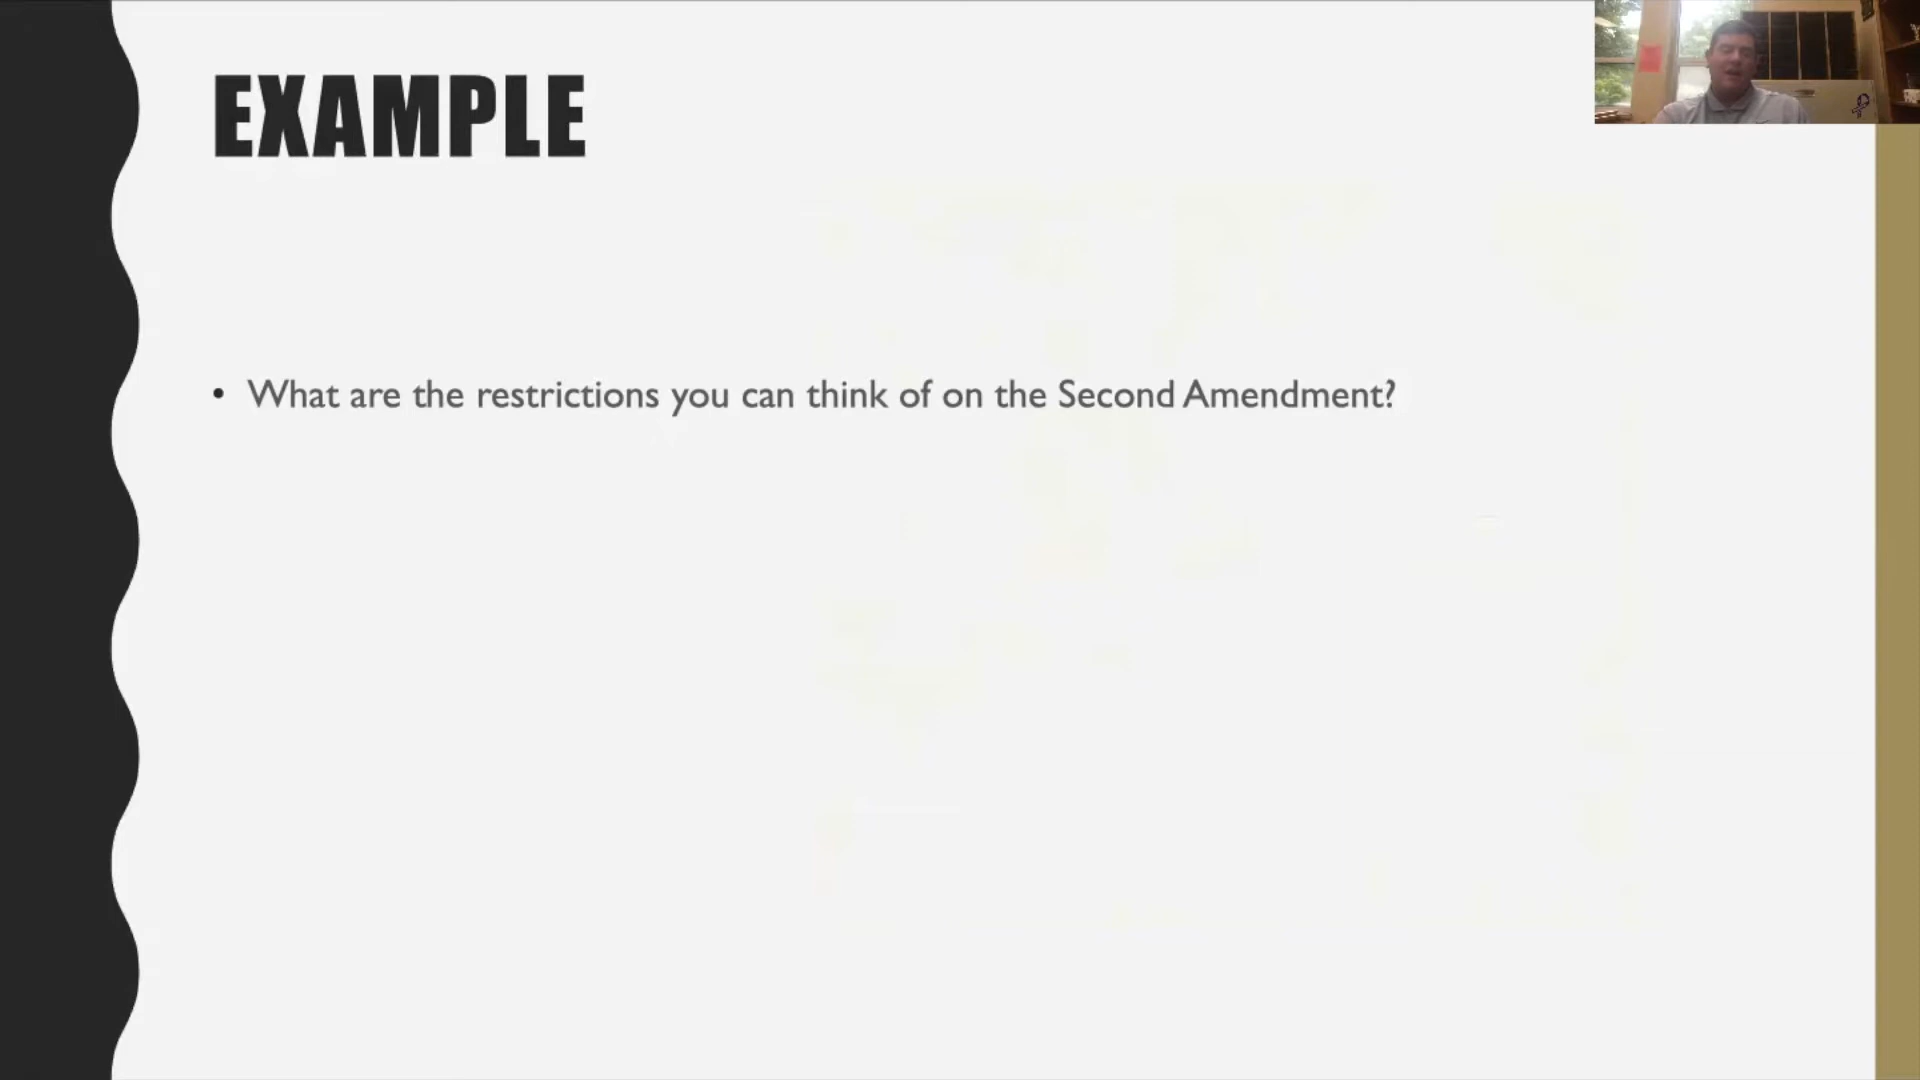 EXAMPLE
• What are the restrictions you can think of on the Second Amendment?